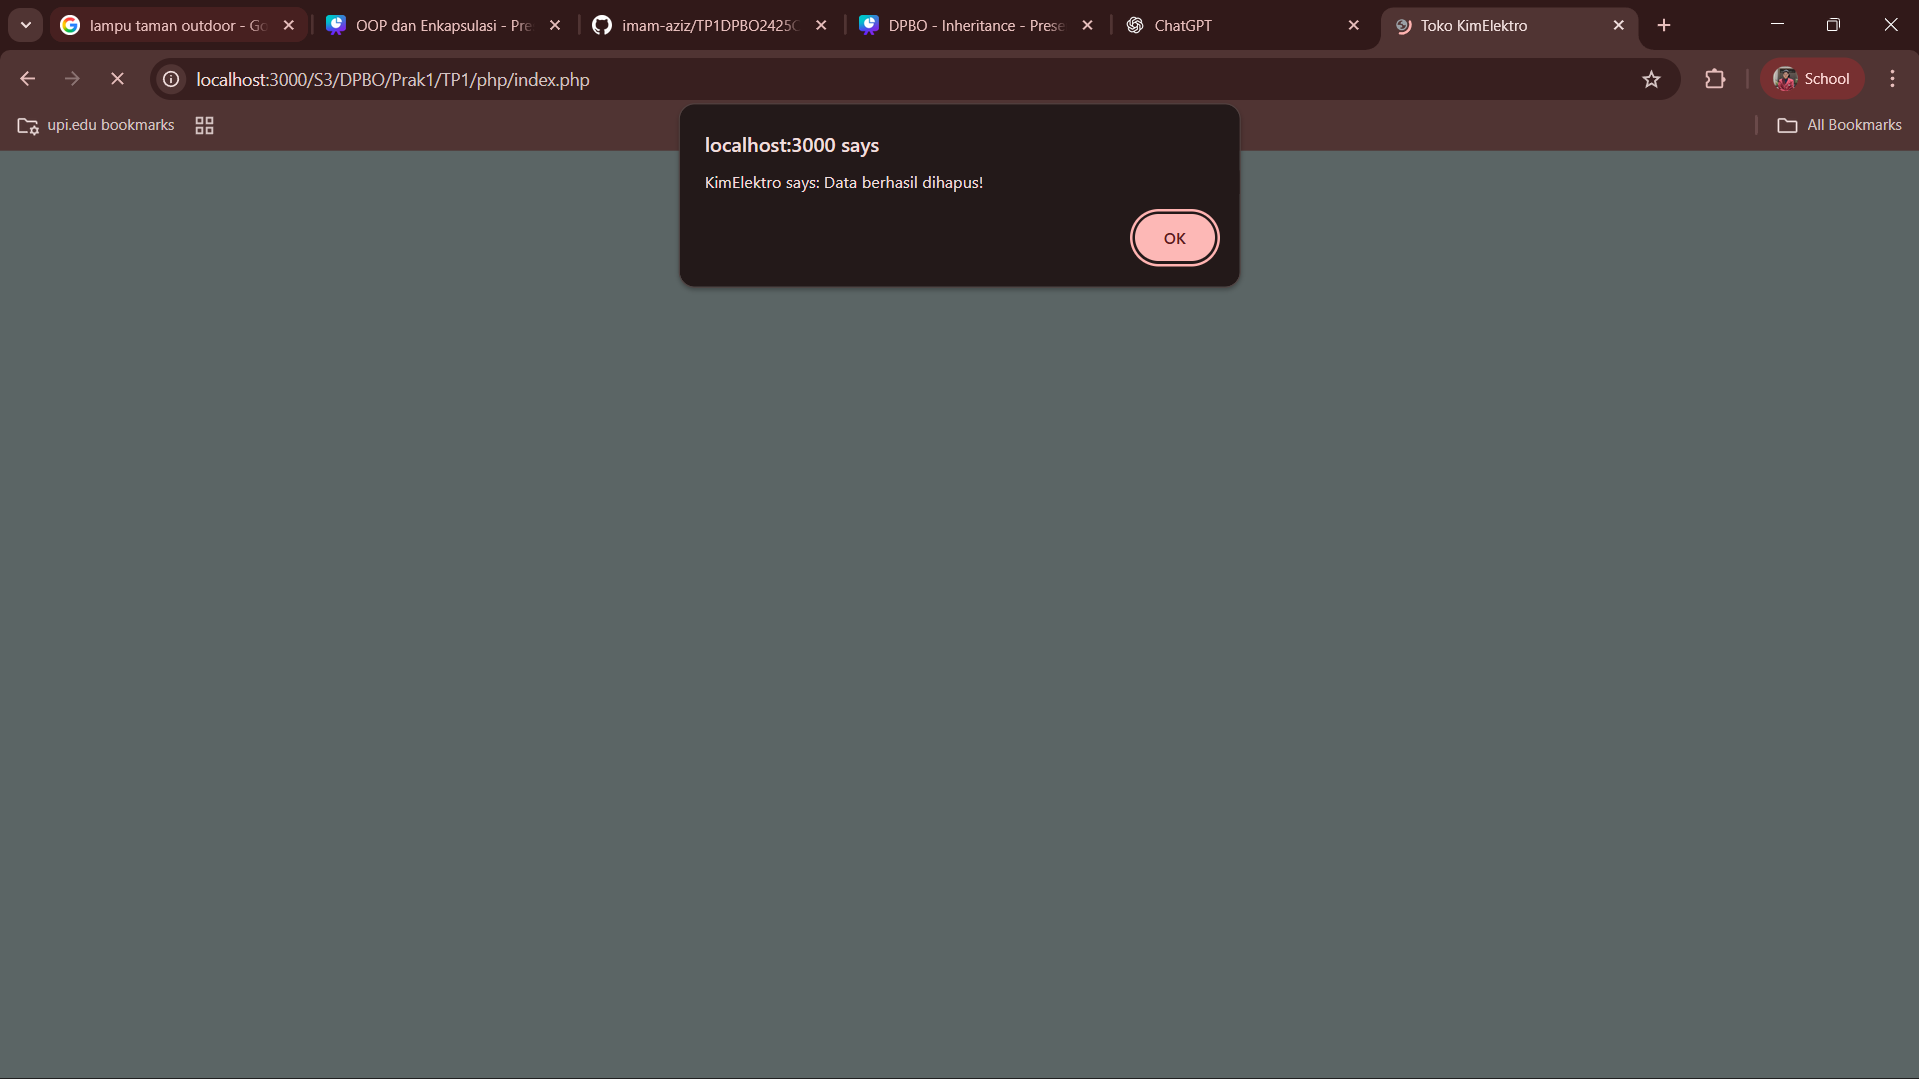 lampu taman outdoor - Go
OOP dan Enkapsulasi - Pre
imam-aziz/TP1DPBO2425C
DPBO - Inheritance - Prese
ChatGPT
Toko KimElektro
localhost:3000/S3/DPBO/Prak1/TP1/php/index.php
School
upi.edu bookmarks
All Bookmarks
localhost:3000 says
KimElektro says: Data berhasil dihapus!
OK